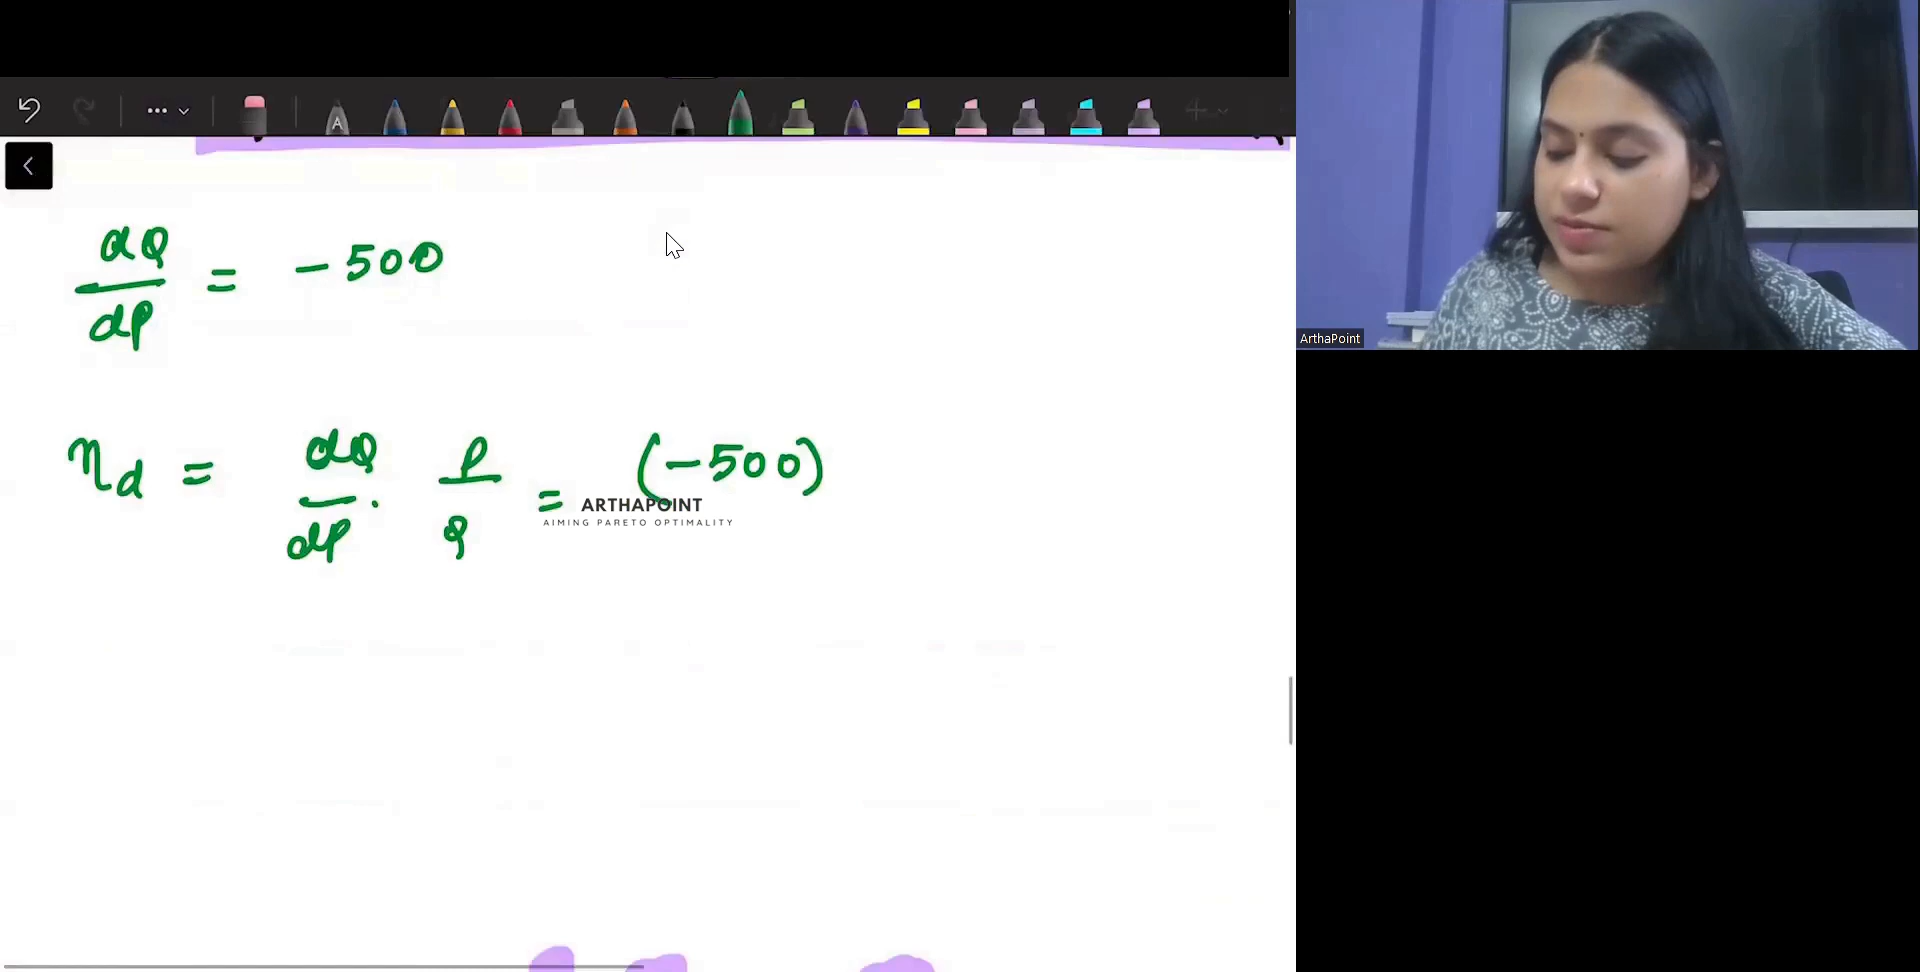 dQ/dP = - 500
ηd = dQ/dP . P/Q = (-500)
ARTHAPOINT
AIMING PARETO OPTIMALITY
ArthaPoint